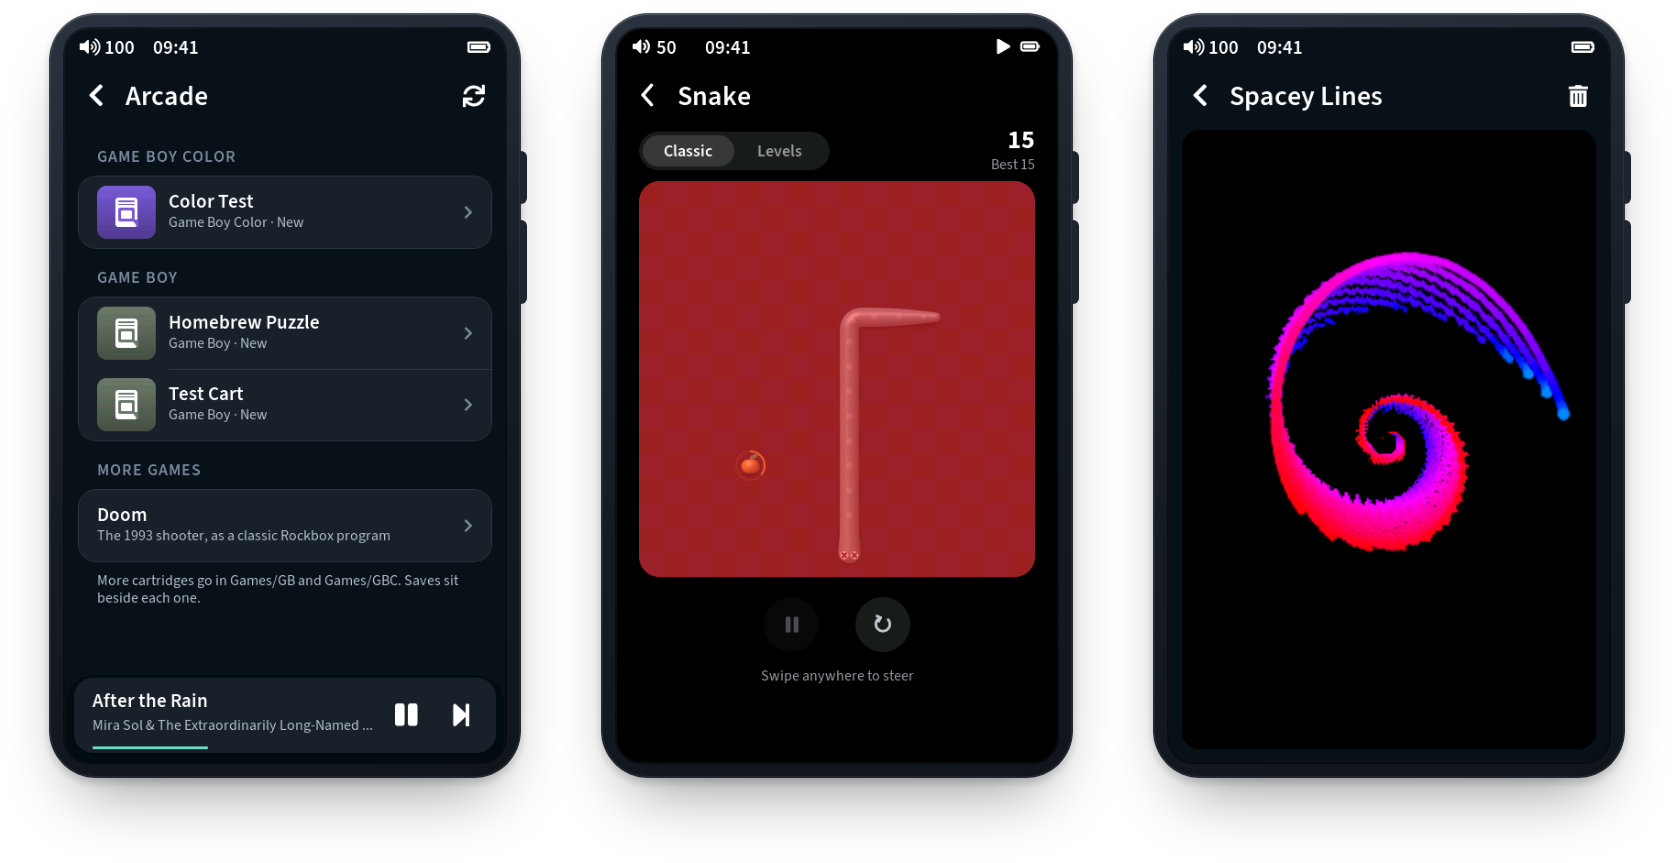 100 09:41
Arcade
GAME BOY COLOR
Color Test
Game Boy Color · New
GAME BOY
Homebrew Puzzle
Game Boy · New
Test Cart
Game Boy · New
MORE GAMES
Doom
The 1993 shooter, as a classic Rockbox program
More cartridges go in Games/GB and Games/GBC. Saves sit
beside each one.
After the Rain
Mira Sol & The Extraordinarily Long-Named ...
50 09:41
Snake
Classic Levels
15
Best 15
Swipe anywhere to steer
100 09:41
Spacey Lines